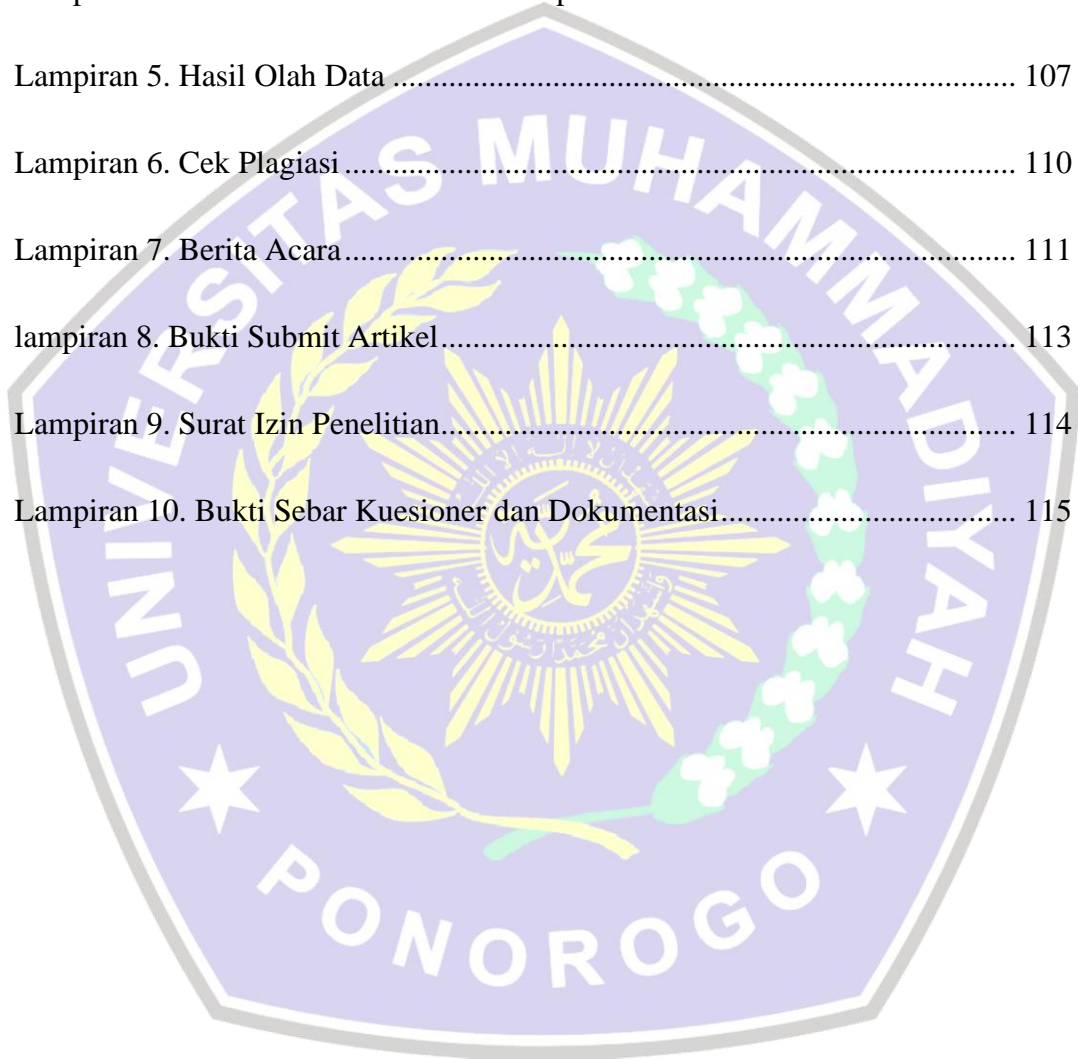 Lampiran 5. Hasil Olah Data ............................................................................. 107
Lampiran 6. Cek Plagiasi ................................................................................... 110
Lampiran 7. Berita Acara ................................................................................... 111
lampiran 8. Bukti Submit Artikel ....................................................................... 113
Lampiran 9. Surat Izin Penelitian ....................................................................... 114
Lampiran 10. Bukti Sebar Kuesioner dan Dokumentasi .................................... 115
UNIVERSITAS MUHAMMADIYAH
PONOROGO
محمدية